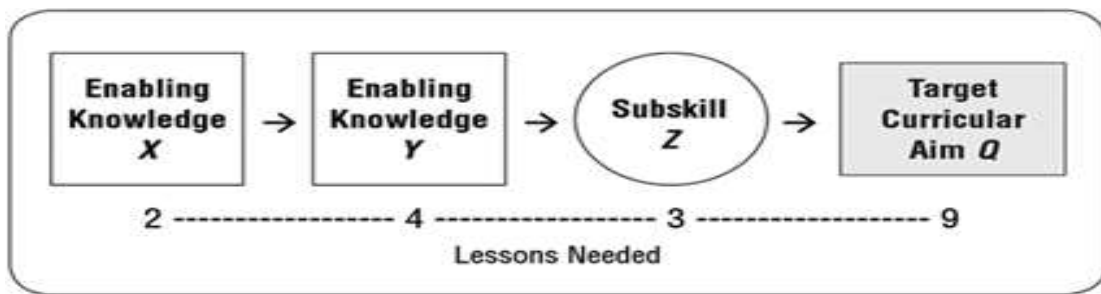 Enabling
Knowledge
X
→
Enabling
Knowledge
Y
→
Subskill
Z
→
Target
Curricular
Aim Q
2 ------------------ 4 ------------------ 3 ------------------- 9
Lessons Needed